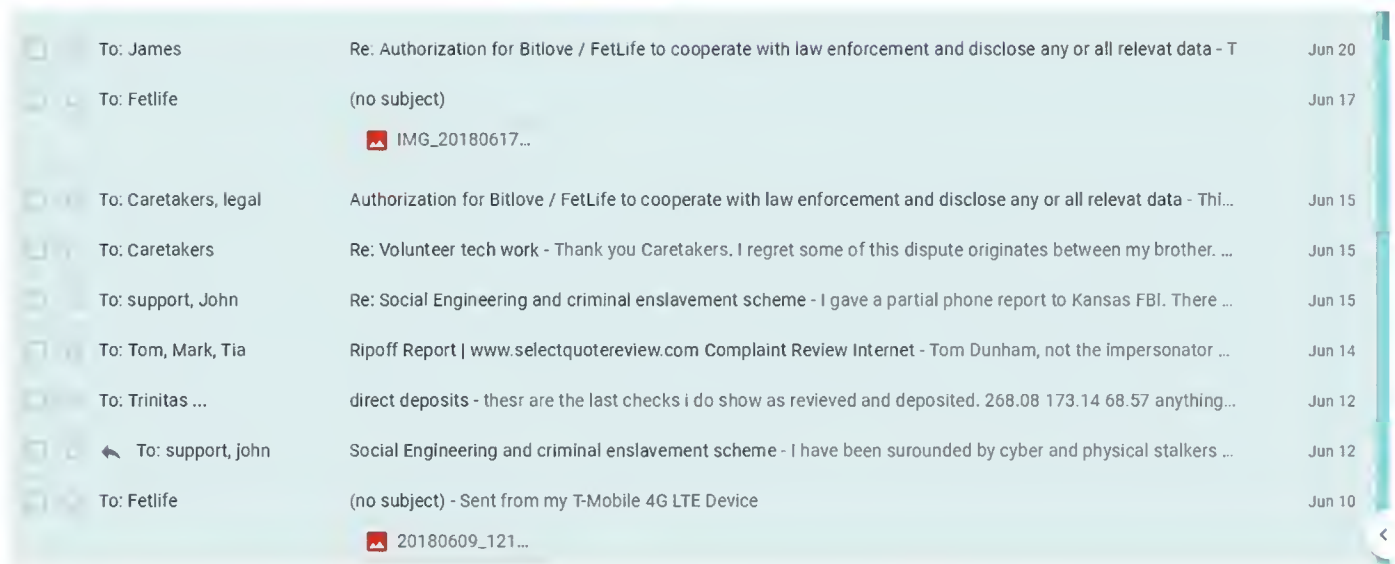 To: James Re: Authorization for Bitlove / FetLife to cooperate with law enforcement and disclose any or all relevat data - T Jun 20
To: Fetlife (no subject) Jun 17
IMG_20180617...
To: Caretakers, legal Authorization for Bitlove / FetLife to cooperate with law enforcement and disclose any or all relevat data - Thi... Jun 15
To: Caretakers Re: Volunteer tech work - Thank you Caretakers. I regret some of this dispute originates between my brother. ... Jun 15
To: support, John Re: Social Engineering and criminal enslavement scheme - I gave a partial phone report to Kansas FBI. There ... Jun 15
To: Tom, Mark, Tia Ripoff Report | www.selectquotereview.com Complaint Review Internet - Tom Dunham, not the impersonator ... Jun 14
To: Trinitas ... direct deposits - thesr are the last checks i do show as revieved and deposited. 268.08 173.14 68.57 anything... Jun 12
To: support, john Social Engineering and criminal enslavement scheme - I have been surounded by cyber and physical stalkers ... Jun 12
To: Fetlife (no subject) - Sent from my T-Mobile 4G LTE Device Jun 10
20180609_121...